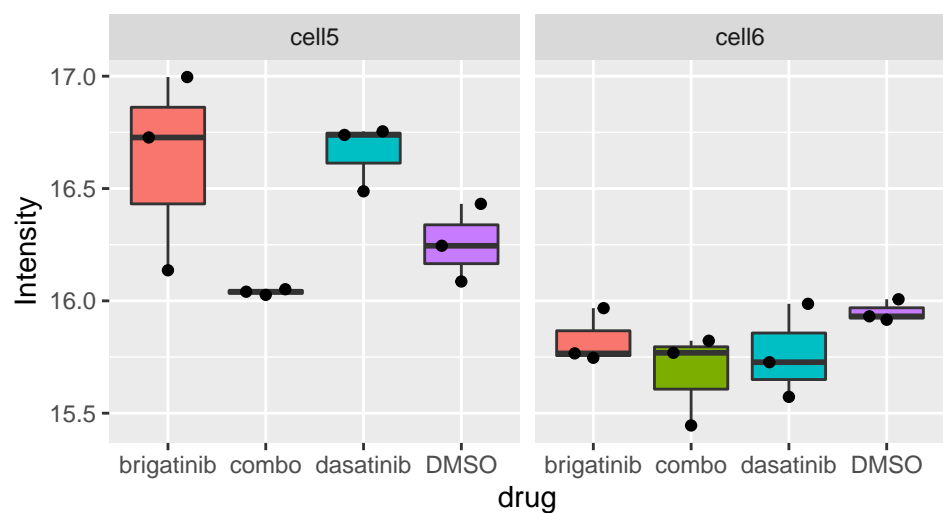 cell5 cell6
17.0
16.5
16.0
15.5
Intensity
brigatinib combo dasatinib DMSO brigatinib combo dasatinib DMSO
drug